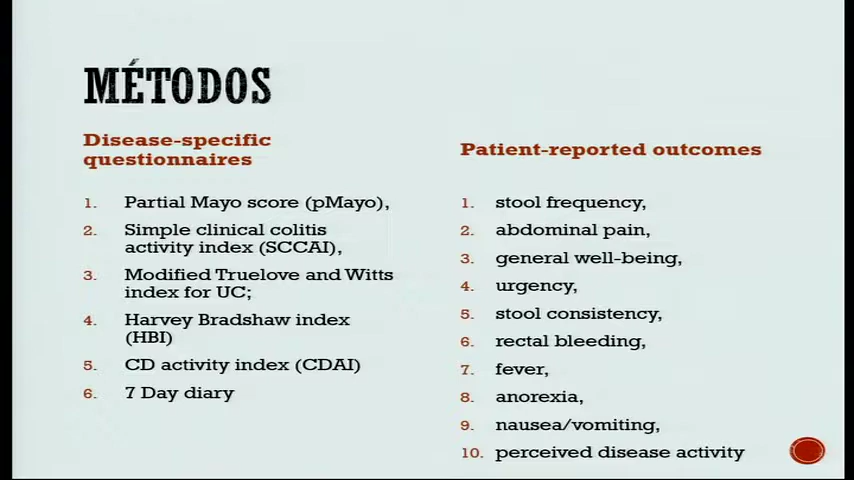 MÉTODOS
Disease-specific
questionnaires
1. Partial Mayo score (pMayo),
2. Simple clinical colitis
activity index (SCCAI),
3. Modified Truelove and Witts
index for UC;
4. Harvey Bradshaw index
(HBI)
5. CD activity index (CDAI)
6. 7 Day diary
Patient-reported outcomes
1. stool frequency,
2. abdominal pain,
3. general well-being,
4. urgency,
5. stool consistency,
6. rectal bleeding,
7. fever,
8. anorexia,
9. nausea/vomiting,
10. perceived disease activity